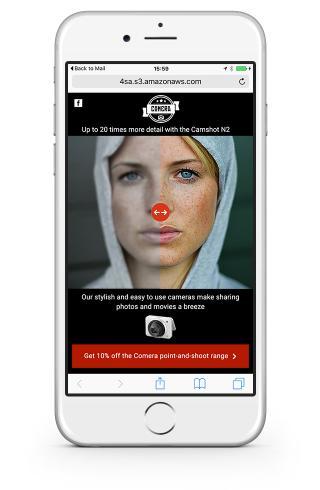 Back to Mail
15:59
4sa.s3.amazonaws.com
f
COMERA
Up to 20 times more detail with the Camshot N2
Our stylish and easy to use cameras make sharing
photos and movies a breeze
Get 10% off the Comera point-and-shoot range